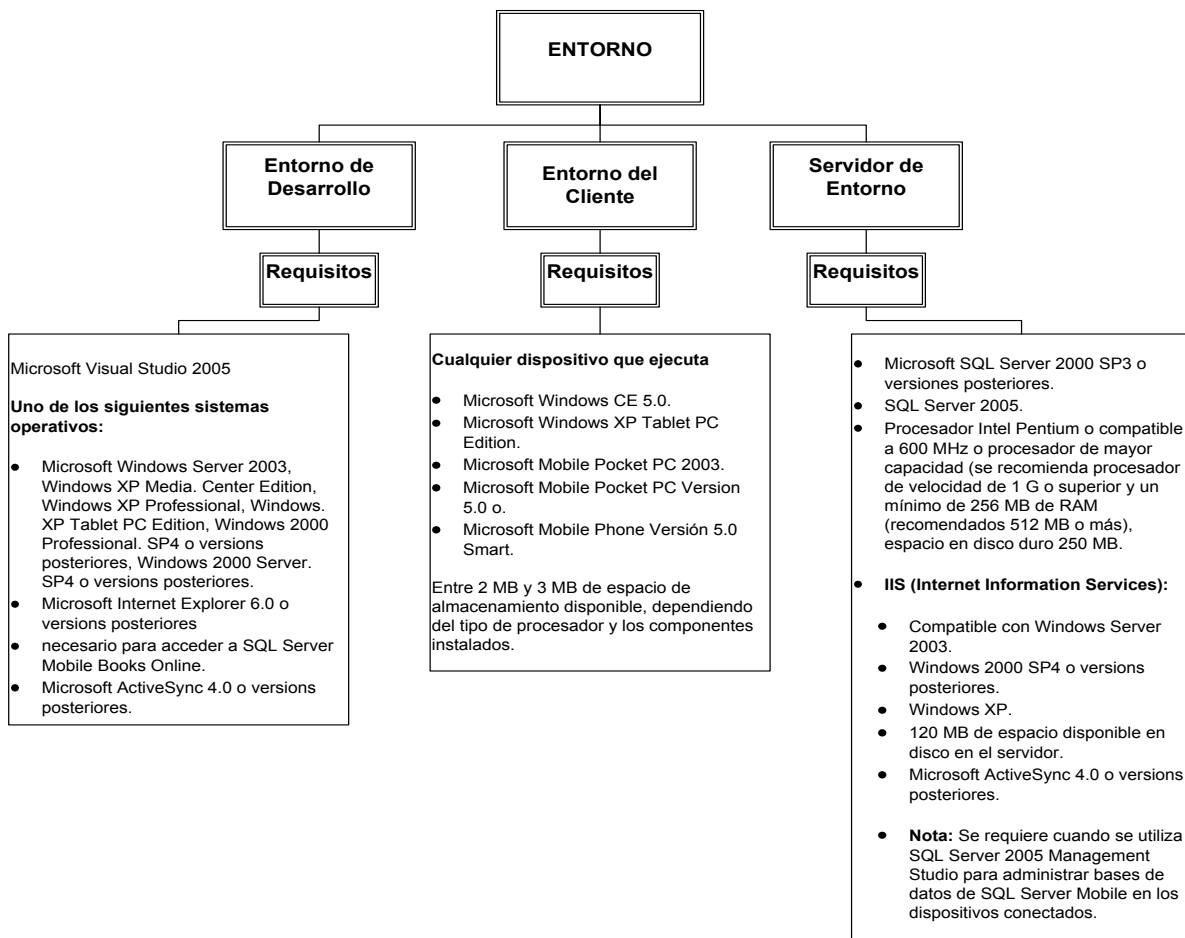 ENTORNO
Entorno de
Desarrollo
Entorno del
Cliente
Servidor de
Entorno
Requisitos
Requisitos
Requisitos
Microsoft Visual Studio 2005
Uno de los siguientes sistemas
operativos:
● Microsoft Windows Server 2003,
Windows XP Media. Center Edition,
Windows XP Professional, Windows.
XP Tablet PC Edition, Windows 2000
Professional. SP4 o versions
posteriores, Windows 2000 Server.
SP4 o versions posteriores.
● Microsoft Internet Explorer 6.0 o
versions posteriores
● necesario para acceder a SQL Server
Mobile Books Online.
● Microsoft ActiveSync 4.0 o versions
posteriores.
Cualquier dispositivo que ejecuta
● Microsoft Windows CE 5.0.
● Microsoft Windows XP Tablet PC
Edition.
● Microsoft Mobile Pocket PC 2003.
● Microsoft Mobile Pocket PC Version
5.0 o.
● Microsoft Mobile Phone Versión 5.0
Smart.
Entre 2 MB y 3 MB de espacio de
almacenamiento disponible, dependiendo
del tipo de procesador y los componentes
instalados.
● Microsoft SQL Server 2000 SP3 o
versiones posteriores.
● SQL Server 2005.
● Procesador Intel Pentium o compatible
a 600 MHz o procesador de mayor
capacidad (se recomienda procesador
de velocidad de 1 G o superior y un
mínimo de 256 MB de RAM
(recomendados 512 MB o más),
espacio en disco duro 250 MB.
● IIS (Internet Information Services):
● Compatible con Windows Server
2003.
● Windows 2000 SP4 o versions
posteriores.
● Windows XP.
● 120 MB de espacio disponible en
disco en el servidor.
● Microsoft ActiveSync 4.0 o versions
posteriores.
● Nota: Se requiere cuando se utiliza
SQL Server 2005 Management
Studio para administrar bases de
datos de SQL Server Mobile en los
dispositivos conectados.